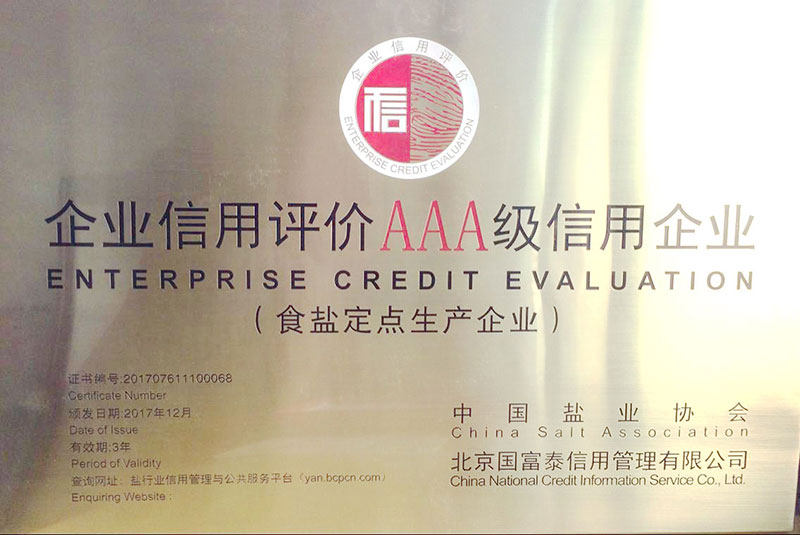 企业信用评价
信
ENTERPRISE CREDIT EVALUATION
企业信用评价AAA级信用企业
ENTERPRISE CREDIT EVALUATION
(食盐定点生产企业)
证书编号:201707611100068
Certificate Number
颁发日期:2017年12月
Date of Issue
有效期:3年
Period of Validity
查询网址：盐行业信用管理与公共服务平台（yan.bcpcn.com）
Enquiring Website :
中国盐业协会
China Salt Association
北京国富泰信用管理有限公司
China National Credit Information Service Co., Ltd.